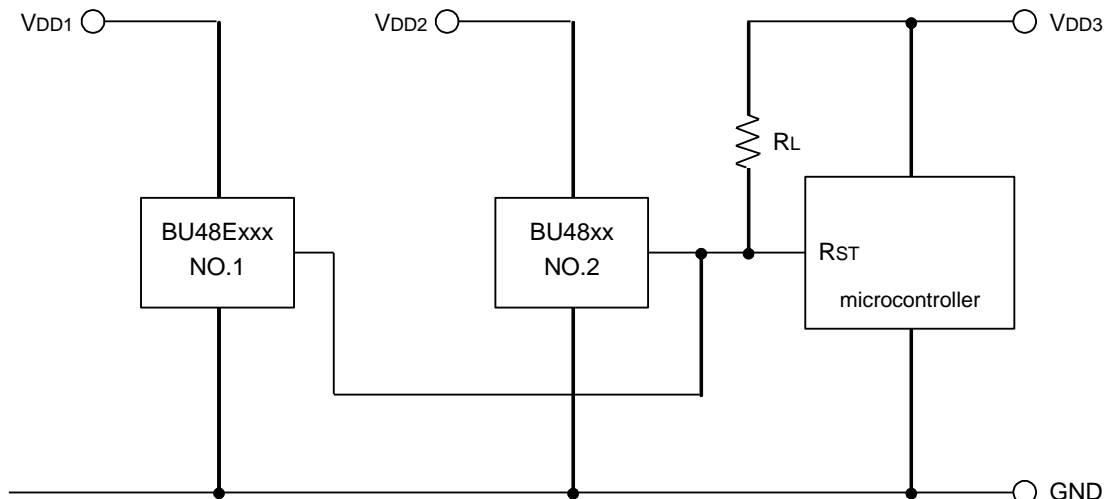 VDD1
VDD2
VDD3
RL
BU48Exxx
NO.1
BU48xx
NO.2
RST
microcontroller
GND